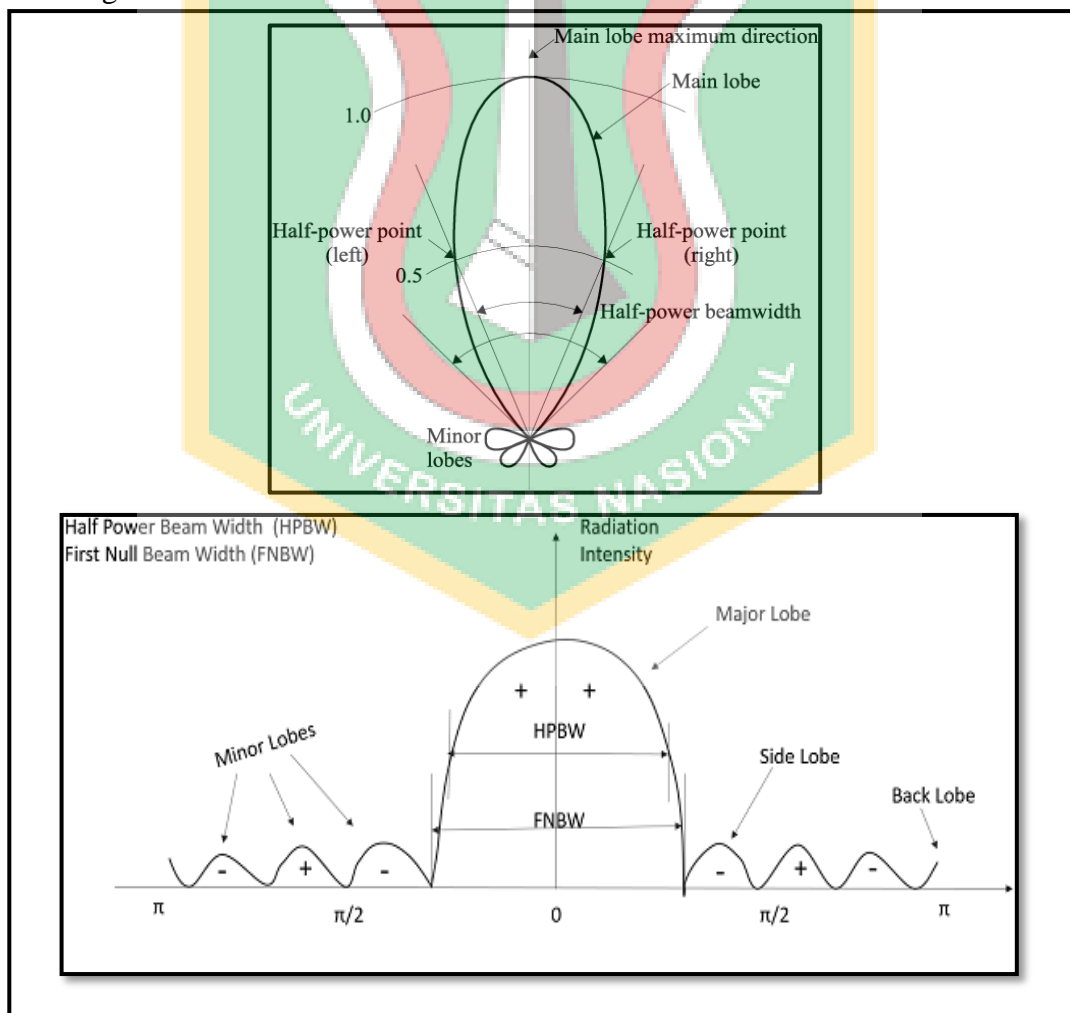 Main lobe maximum direction
Main lobe
1.0
Half-power point
(left)
Half-power point
(right)
0.5
Half-power beamwidth
Minor
lobes
UNIVERSITAS NASIONAL
Half Power Beam Width (HPBW)
First Null Beam Width (FNBW)
Radiation
Intensity
Major Lobe
+ +
HPBW
Minor Lobes
Side Lobe
Back Lobe
FNBW
- + - - + -
π π/2 0 π/2 π